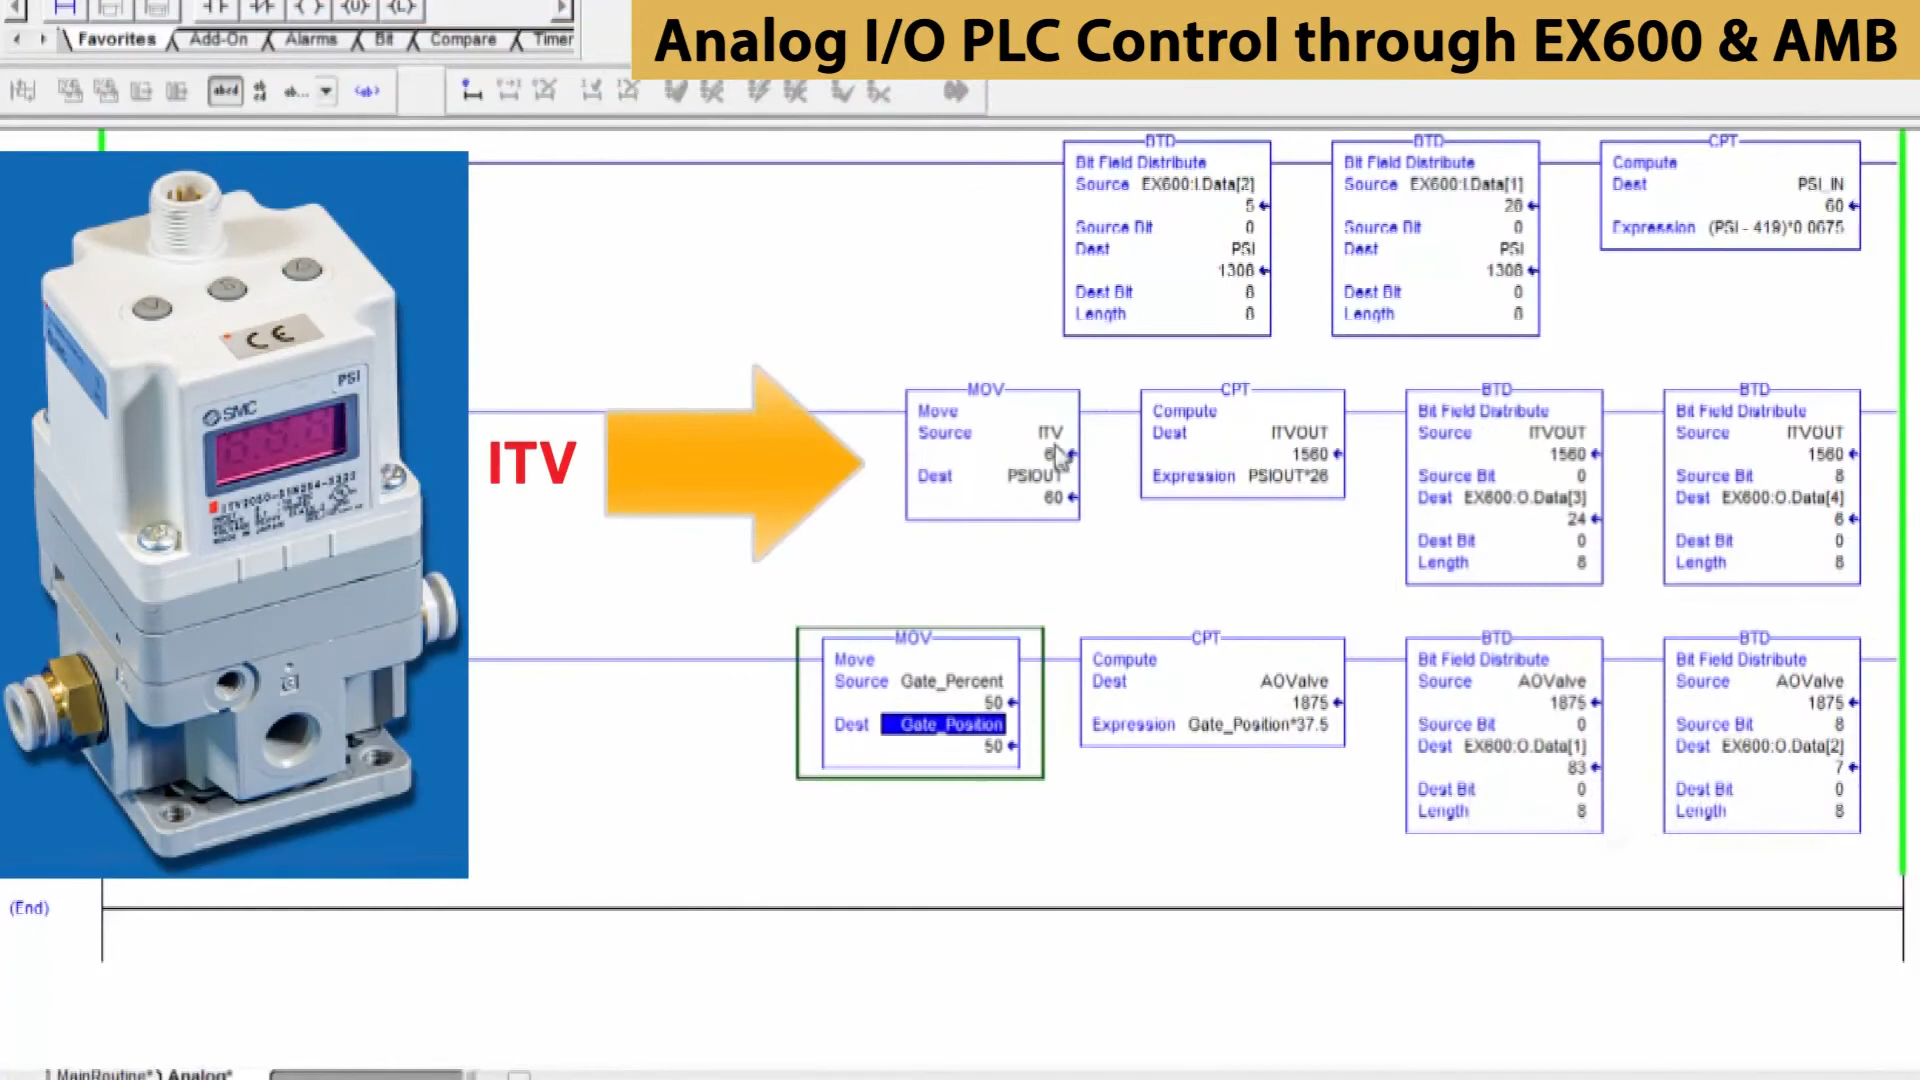 Analog I/O PLC Control through EX600 & AMB
Favorites Add-On Alarms Bit Compare Timer
BTD
Bit Field Distribute
Source EX600:I.Data[2]
5
Source Bit 0
Dest PSI
1308
Dest Bit 8
Length 8
BTD
Bit Field Distribute
Source EX600:I.Data[1]
28
Source Bit 0
Dest PSI
1308
Dest Bit 0
Length 8
CPT
Compute
Dest PSI_IN
60
Expression (PSI - 419)*0.0675
ITV
MOV
Move
Source ITV
Dest PSIOUT
60
CPT
Compute
Dest ITVOUT
1560
Expression PSIOUT*26
BTD
Bit Field Distribute
Source ITVOUT
1560
Source Bit 0
Dest EX600:O.Data[3]
24
Dest Bit 0
Length 8
BTD
Bit Field Distribute
Source ITVOUT
1560
Source Bit 8
Dest EX600:O.Data[4]
6
Dest Bit 0
Length 8
MOV
Move
Source Gate_Percent
50
Dest Gate_Position
50
CPT
Compute
Dest AOValve
1875
Expression Gate_Position*37.5
BTD
Bit Field Distribute
Source AOValve
1875
Source Bit 0
Dest EX600:O.Data[1]
83
Dest Bit 0
Length 8
BTD
Bit Field Distribute
Source AOValve
1875
Source Bit 8
Dest EX600:O.Data[2]
7
Dest Bit 0
Length 8
CE
PSI
SMC
(End)
MainRoutine* Analog*